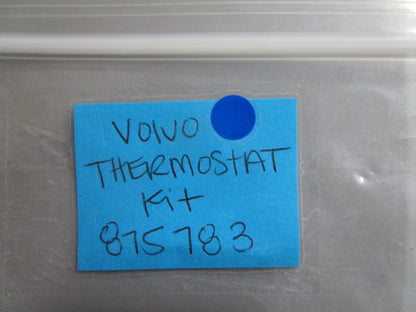 VOLVO
THERMOSTAT
Kit
875783